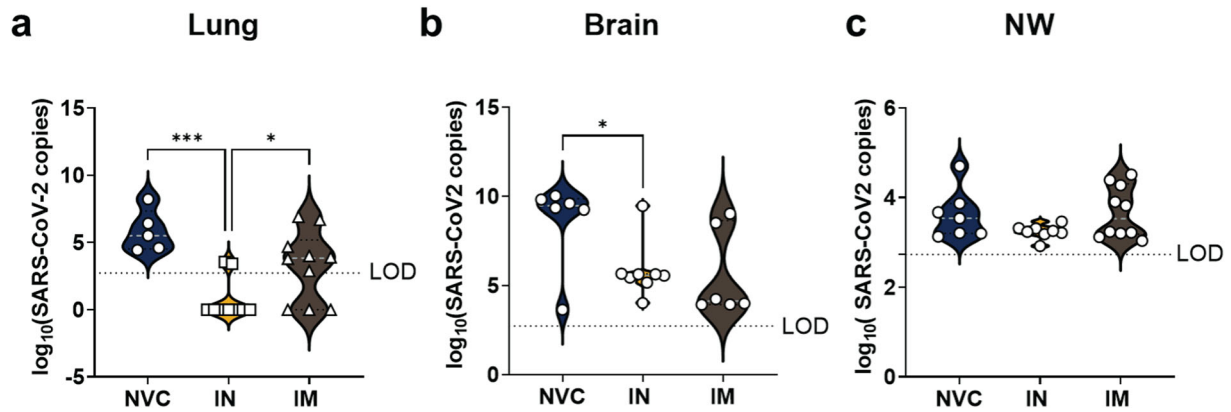 a Lung
b Brain
c NW
log10(SARS-CoV-2 copies)
15
10
5
0
-5
***
*
LOD
NVC IN IM
log10(SARS-CoV2 copies)
15
10
5
0
*
LOD
NVC IN IM
log10( SARS-CoV2 copies)
6
4
2
0
LOD
NVC IN IM